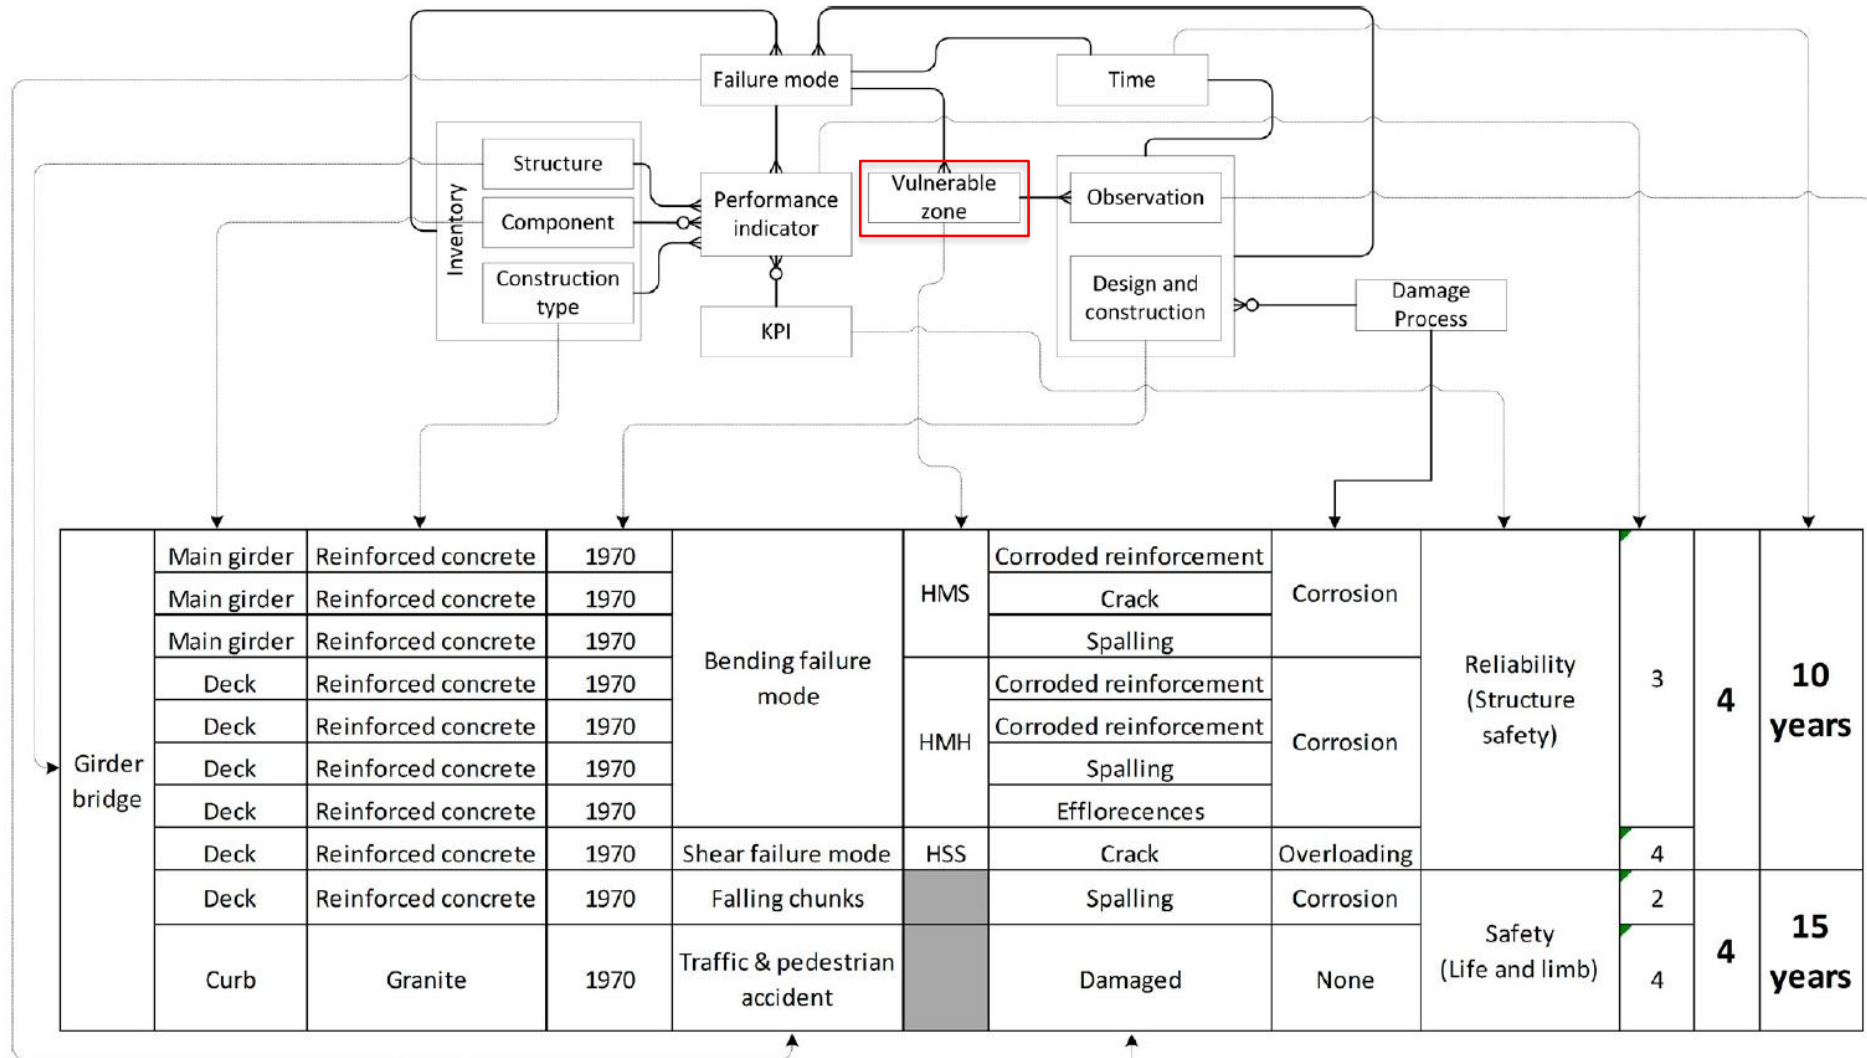 Failure mode
Time
Inventory
Structure
Component
Construction
type
Performance
indicator
KPI
Vulnerable
zone
Observation
Design and
construction
Damage
Process
Girder
bridge
Main girder Reinforced concrete 1970 Bending failure mode HMS Corroded reinforcement Corrosion Reliability (Structure safety) 3 4 10 years
Main girder Reinforced concrete 1970 Crack
Main girder Reinforced concrete 1970 Spalling
Deck Reinforced concrete 1970 HMH Corroded reinforcement Corrosion
Deck Reinforced concrete 1970 Corroded reinforcement
Deck Reinforced concrete 1970 Spalling
Deck Reinforced concrete 1970 Efflorecences
Deck Reinforced concrete 1970 Shear failure mode HSS Crack Overloading 4
Deck Reinforced concrete 1970 Falling chunks Spalling Corrosion Safety (Life and limb) 2 4 15 years
Curb Granite 1970 Traffic & pedestrian accident Damaged None 4